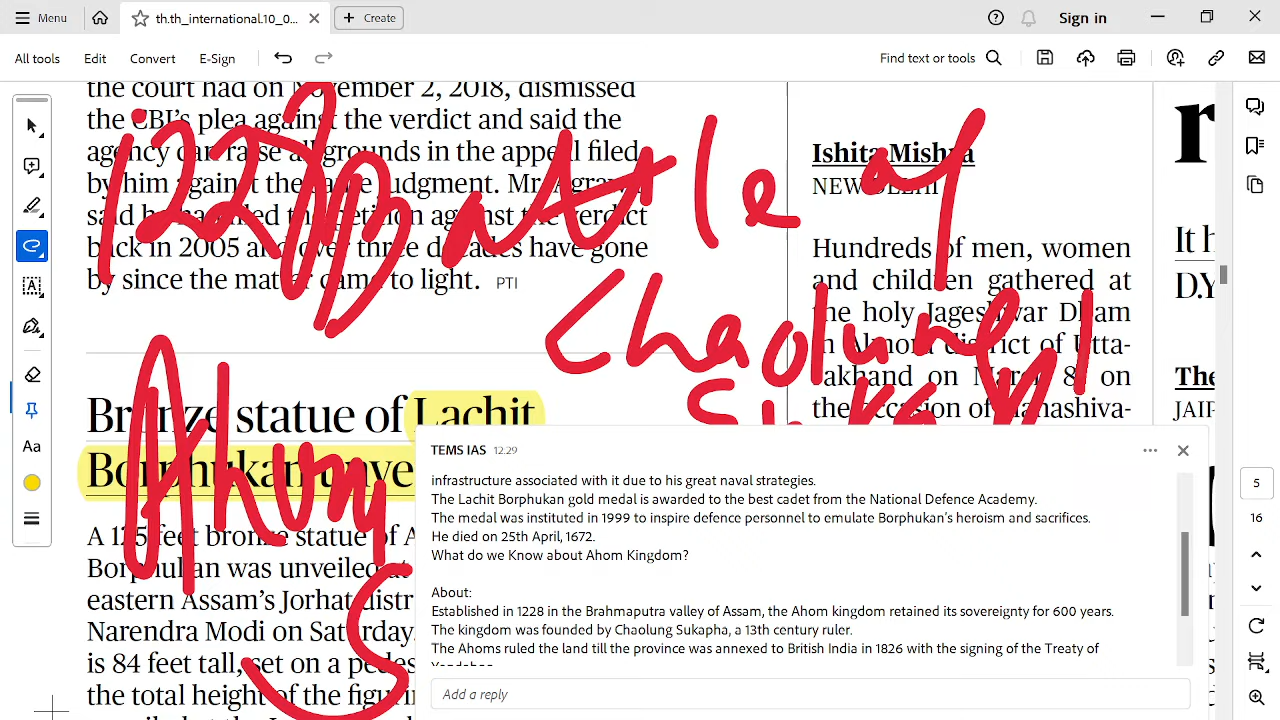 Menu
th.th_international.10_0...
Create
Sign in
All tools
Edit
Convert
E-Sign
Find text or tools
the court had on November 2, 2018, dismissed
the CBI's plea against the verdict and said the
agency can raise all grounds in the appeal filed
by him against the same judgment. Mr. Agrawal
said he had filed the petition against the verdict
back in 2005 and over three decades have gone
by since the matter came to light. PTI
1228 Battle of
Chaolung
Ahoms
Bronze statue of Lachit
Borphukan unve
A 125 feet bronze statue of A
Borphukan was unveiled at
eastern Assam's Jorhat distr
Narendra Modi on Saturday.
is 84 feet tall, set on a pedes
the total height of the figuri
Ishita Mishra
NEW DELHI
Hundreds of men, women
and children gathered at
the holy Jageshwar Dham
in Almora district of Utta-
rakhand on March 8, on
the occasion of Mahashiva-
r
It h
D.Y
The
JAIP
TEMS IAS 12.29
infrastructure associated with it due to his great naval strategies.
The Lachit Borphukan gold medal is awarded to the best cadet from the National Defence Academy.
The medal was instituted in 1999 to inspire defence personnel to emulate Borphukan's heroism and sacrifices.
He died on 25th April, 1672.
What do we Know about Ahom Kingdom?
About:
Established in 1228 in the Brahmaputra valley of Assam, the Ahom kingdom retained its sovereignty for 600 years.
The kingdom was founded by Chaolung Sukapha, a 13th century ruler.
The Ahoms ruled the land till the province was annexed to British India in 1826 with the signing of the Treaty of
Yandaboo
Add a reply
Aa
5
16